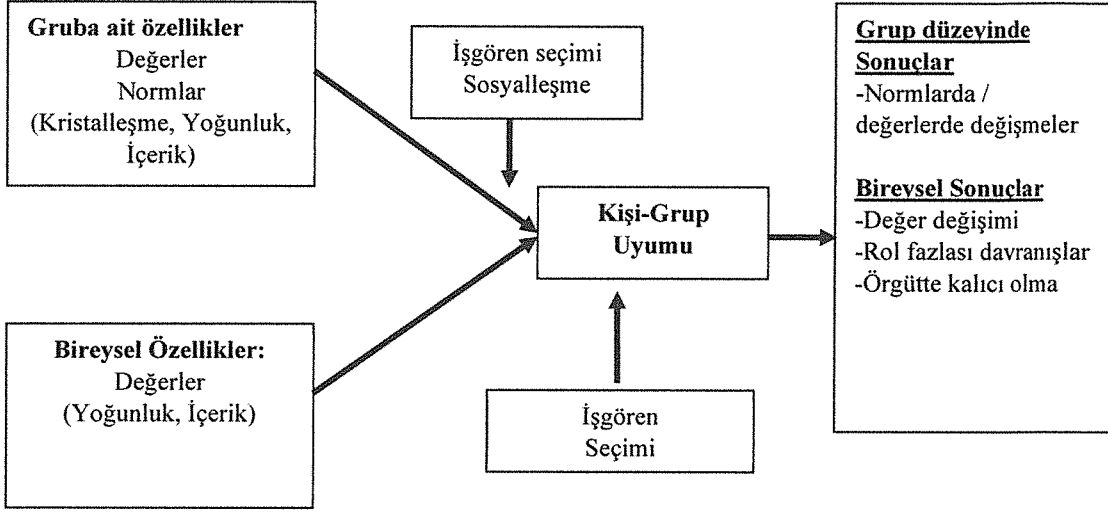 Gruba ait özellikler
Değerler
Normlar
(Kristalleşme, Yoğunluk,
İçerik)
İşgören seçimi
Sosyalleşme
Kişi-Grup
Uyumu
Grup düzeyinde
Sonuçlar
-Normlarda /
değerlerde değişmeler
Bireysel Sonuçlar
-Değer değişimi
-Rol fazlası davranışlar
-Örgütte kalıcı olma
Bireysel Özellikler:
Değerler
(Yoğunluk, İçerik)
İşgören
Seçimi